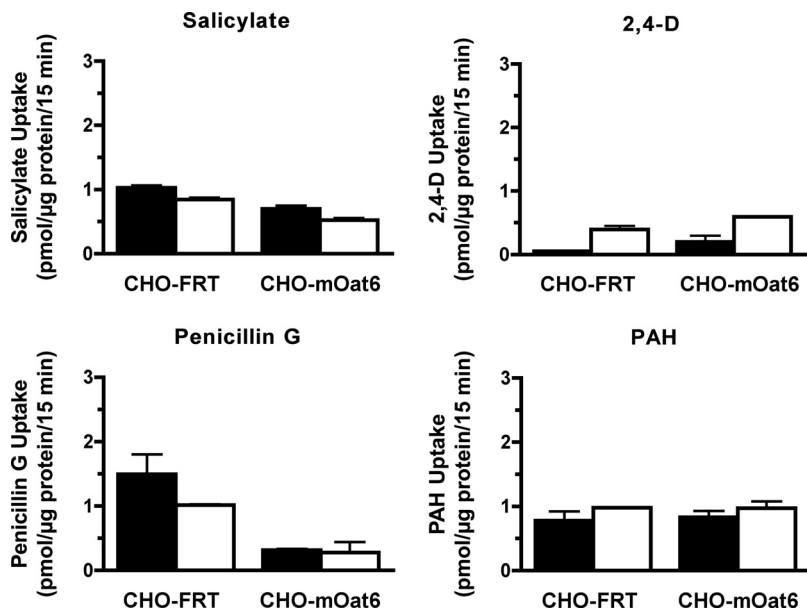 Salicylate
Salicylate Uptake
(pmol/µg protein/15 min)
3
2
1
0
CHO-FRT CHO-mOat6
2,4-D
2,4-D Uptake
(pmol/µg protein/15 min)
3
2
1
0
CHO-FRT CHO-mOat6
Penicillin G
Penicillin G Uptake
(pmol/µg protein/15 min)
3
2
1
0
CHO-FRT CHO-mOat6
PAH
PAH Uptake
(pmol/µg protein/15 min)
3
2
1
0
CHO-FRT CHO-mOat6